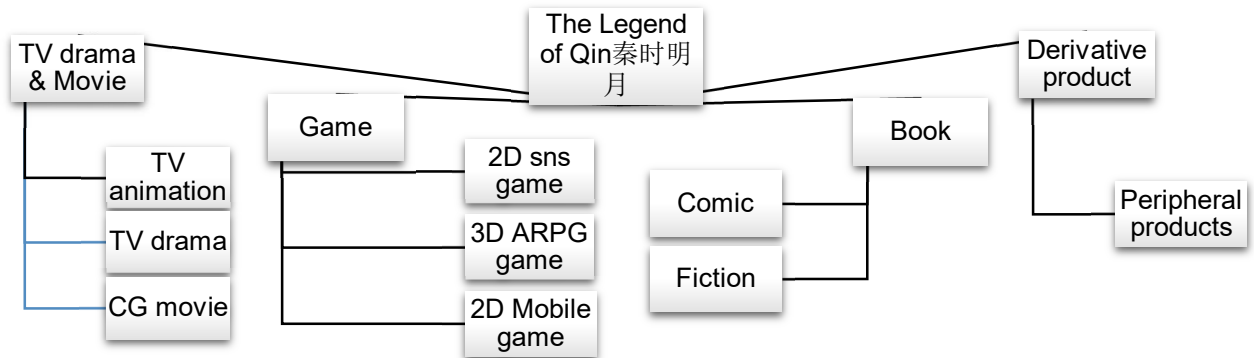 The Legend
of Qin秦时明
月
TV drama
& Movie
TV
animation
TV drama
CG movie
Game
2D sns
game
3D ARPG
game
2D Mobile
game
Book
Comic
Fiction
Derivative
product
Peripheral
products